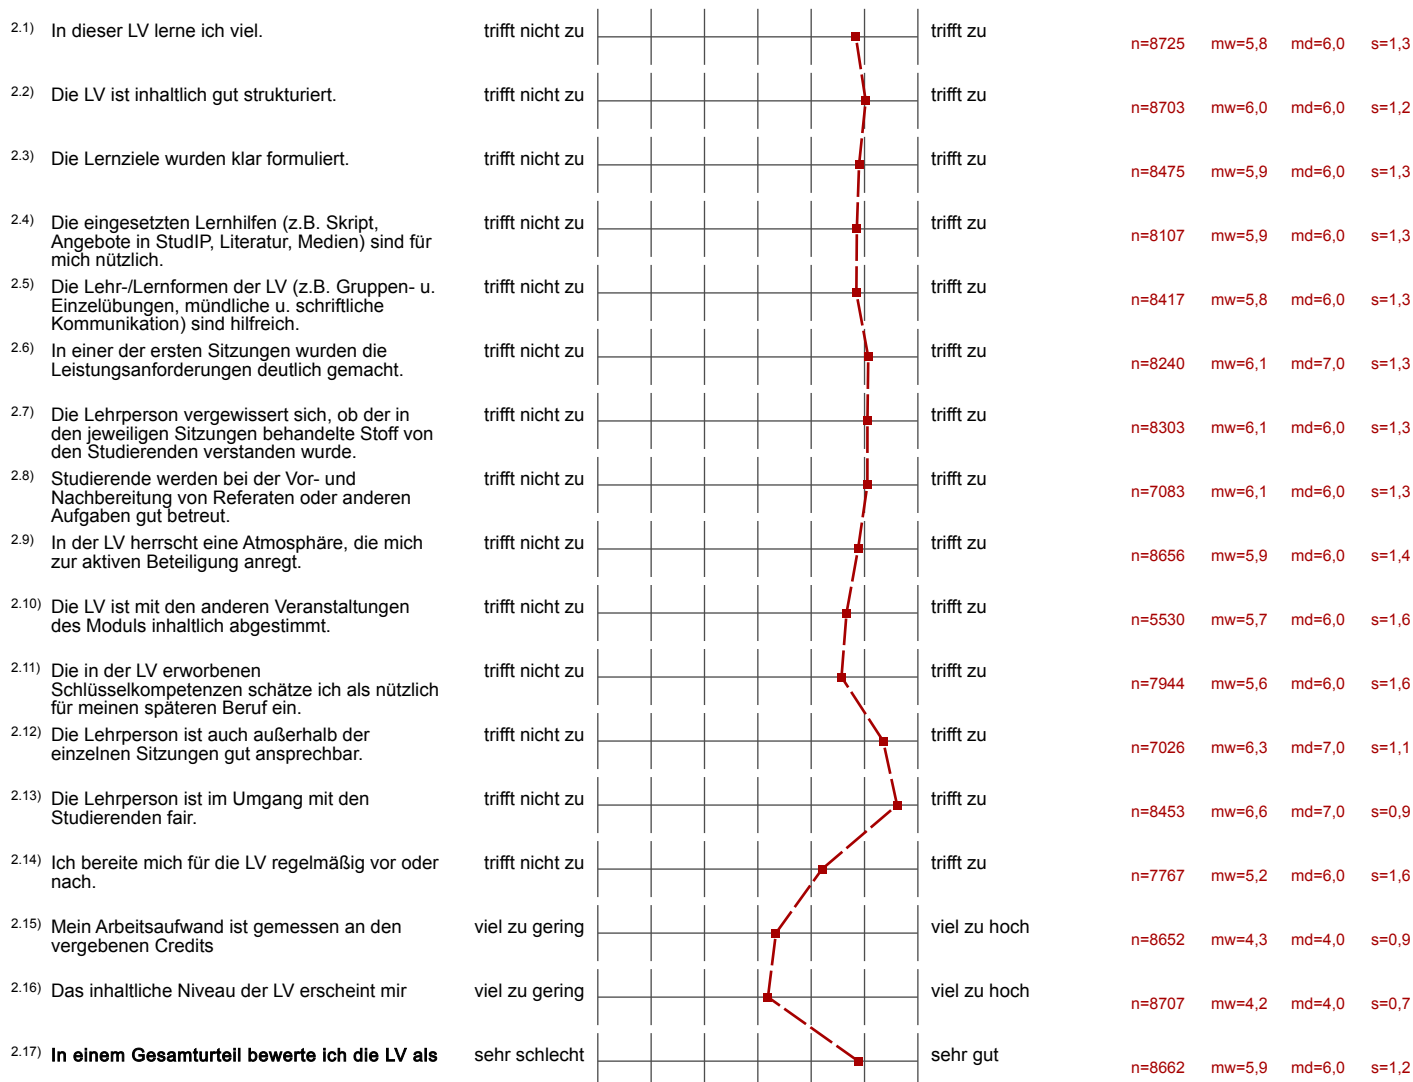 2.1) In dieser LV lerne ich viel. trifft nicht zu trifft zu n=8725 mw=5,8 md=6,0 s=1,3
2.2) Die LV ist inhaltlich gut strukturiert. trifft nicht zu trifft zu n=8703 mw=6,0 md=6,0 s=1,2
2.3) Die Lernziele wurden klar formuliert. trifft nicht zu trifft zu n=8475 mw=5,9 md=6,0 s=1,3
2.4) Die eingesetzten Lernhilfen (z.B. Skript, trifft nicht zu trifft zu n=8107 mw=5,9 md=6,0 s=1,3
Angebote in StudIP, Literatur, Medien) sind für
mich nützlich.
2.5) Die Lehr-/Lernformen der LV (z.B. Gruppen- u. trifft nicht zu trifft zu n=8417 mw=5,8 md=6,0 s=1,3
Einzelübungen, mündliche u. schriftliche
Kommunikation) sind hilfreich.
2.6) In einer der ersten Sitzungen wurden die trifft nicht zu trifft zu n=8240 mw=6,1 md=7,0 s=1,3
Leistungsanforderungen deutlich gemacht.
2.7) Die Lehrperson vergewissert sich, ob der in trifft nicht zu trifft zu n=8303 mw=6,1 md=6,0 s=1,3
den jeweiligen Sitzungen behandelte Stoff von
den Studierenden verstanden wurde.
2.8) Studierende werden bei der Vor- und trifft nicht zu trifft zu n=7083 mw=6,1 md=6,0 s=1,3
Nachbereitung von Referaten oder anderen
Aufgaben gut betreut.
2.9) In der LV herrscht eine Atmosphäre, die mich trifft nicht zu trifft zu n=8656 mw=5,9 md=6,0 s=1,4
zur aktiven Beteiligung anregt.
2.10) Die LV ist mit den anderen Veranstaltungen trifft nicht zu trifft zu n=5530 mw=5,7 md=6,0 s=1,6
des Moduls inhaltlich abgestimmt.
2.11) Die in der LV erworbenen trifft nicht zu trifft zu n=7944 mw=5,6 md=6,0 s=1,6
Schlüsselkompetenzen schätze ich als nützlich
für meinen späteren Beruf ein.
2.12) Die Lehrperson ist auch außerhalb der trifft nicht zu trifft zu n=7026 mw=6,3 md=7,0 s=1,1
einzelnen Sitzungen gut ansprechbar.
2.13) Die Lehrperson ist im Umgang mit den trifft nicht zu trifft zu n=8453 mw=6,6 md=7,0 s=0,9
Studierenden fair.
2.14) Ich bereite mich für die LV regelmäßig vor oder trifft nicht zu trifft zu n=7767 mw=5,2 md=6,0 s=1,6
nach.
2.15) Mein Arbeitsaufwand ist gemessen an den viel zu gering viel zu hoch n=8652 mw=4,3 md=4,0 s=0,9
vergebenen Credits
2.16) Das inhaltliche Niveau der LV erscheint mir viel zu gering viel zu hoch n=8707 mw=4,2 md=4,0 s=0,7
2.17) In einem Gesamturteil bewerte ich die LV als sehr schlecht sehr gut n=8662 mw=5,9 md=6,0 s=1,2